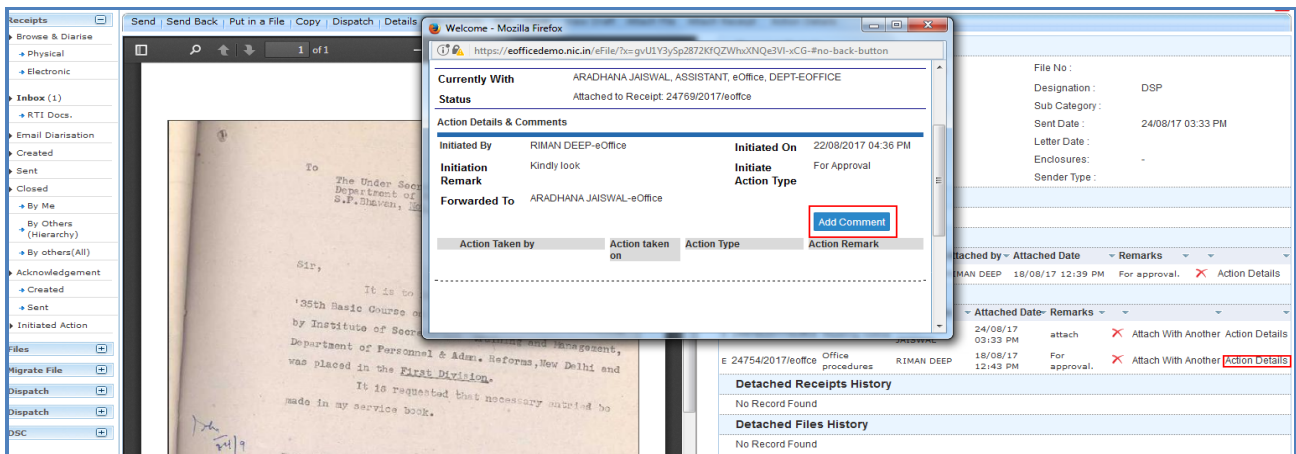 Receipts
Browse & Diarise
Physical
Electronic
Inbox (1)
RTI Docs.
Email Diarisation
Created
Sent
Closed
By Me
By Others
(Hierarchy)
By others(All)
Acknowledgement
Created
Sent
Initiated Action
Files
Migrate File
Dispatch
Dispatch
DSC
Send | Send Back | Put in a File | Copy | Dispatch | Details
1 of 1
To
The Under Secr
Department of
S.P.Bhavan,
Sir,
It is to
'35th Basic Course on
by Institute of Secre
Training and Management,
Department of Personnel & Adm. Reforms, New Delhi and
was placed in the First Division.
It is requested that necessary entried be
made in my service book.
24/9
Welcome - Mozilla Firefox
https://eofficedemo.nic.in/eFile/?x=gvU1Y3ySp2872KfQZWhxXNQe3VI-xCG-#no-back-button
Currently With ARADHANA JAISWAL, ASSISTANT, eOffice, DEPT-EOFFICE
Status Attached to Receipt: 24769/2017/eoffce
Action Details & Comments
Initiated By RIMAN DEEP-eOffice Initiated On 22/08/2017 04:36 PM
Initiation Remark Kindly look Initiate Action Type For Approval
Forwarded To ARADHANA JAISWAL-eOffice
Add Comment
Action Taken by Action taken on Action Type Action Remark
File No :
Designation : DSP
Sub Category :
Sent Date : 24/08/17 03:33 PM
Letter Date :
Enclosures: -
Sender Type :
ttached by Attached Date Remarks
IMAN DEEP 18/08/17 12:39 PM For approval. Action Details
Attached Date Remarks
JAISWAL 24/08/17 03:33 PM attach Attach With Another Action Details
E 24754/2017/eoffce Office procedures RIMAN DEEP 18/08/17 12:43 PM For approval. Attach With Another Action Details
Detached Receipts History
No Record Found
Detached Files History
No Record Found